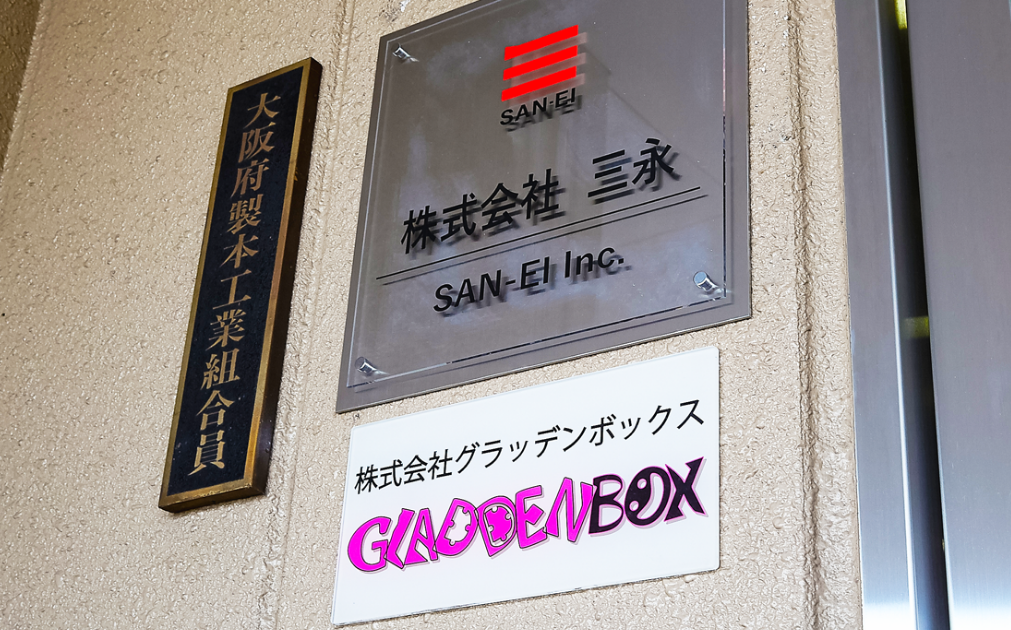 大阪府製本工業組合員
SAN-EI
株式会社 三永
SAN-EI Inc.
株式会社グラッデンボックス
GLADDENBOX